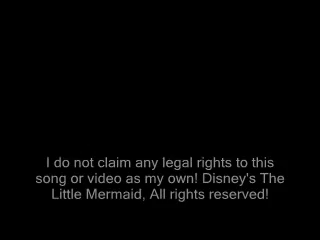 I do not claim any legal rights to this
song or video as my own! Disney's The
Little Mermaid, All rights reserved!